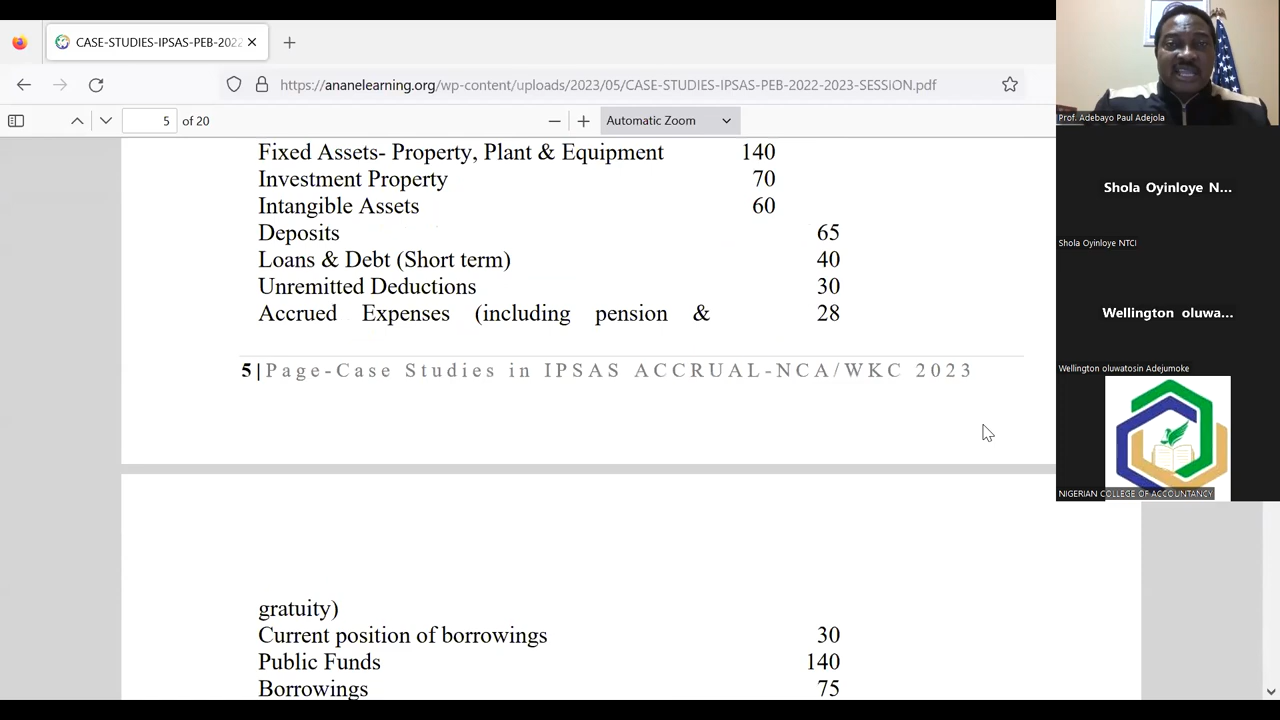 CASE-STUDIES-IPSAS-PEB-2022
https://ananelearning.org/wp-content/uploads/2023/05/CASE-STUDIES-IPSAS-PEB-2022-2023-SESSION.pdf
5 of 20
Automatic Zoom
Fixed Assets- Property, Plant & Equipment 140
Investment Property 70
Intangible Assets 60
Deposits 65
Loans & Debt (Short term) 40
Unremitted Deductions 30
Accrued Expenses (including pension & 28
5|Page-Case Studies in IPSAS ACCRUAL-NCA/WKC 2023
gratuity)
Current position of borrowings 30
Public Funds 140
Borrowings 75
Prof. Adebayo Paul Adejola
Shola Oyinloye N...
Shola Oyinloye NTCI
Wellington oluwa...
Wellington oluwatosin Adejumoke
NIGERIAN COLLEGE OF ACCOUNTANCY